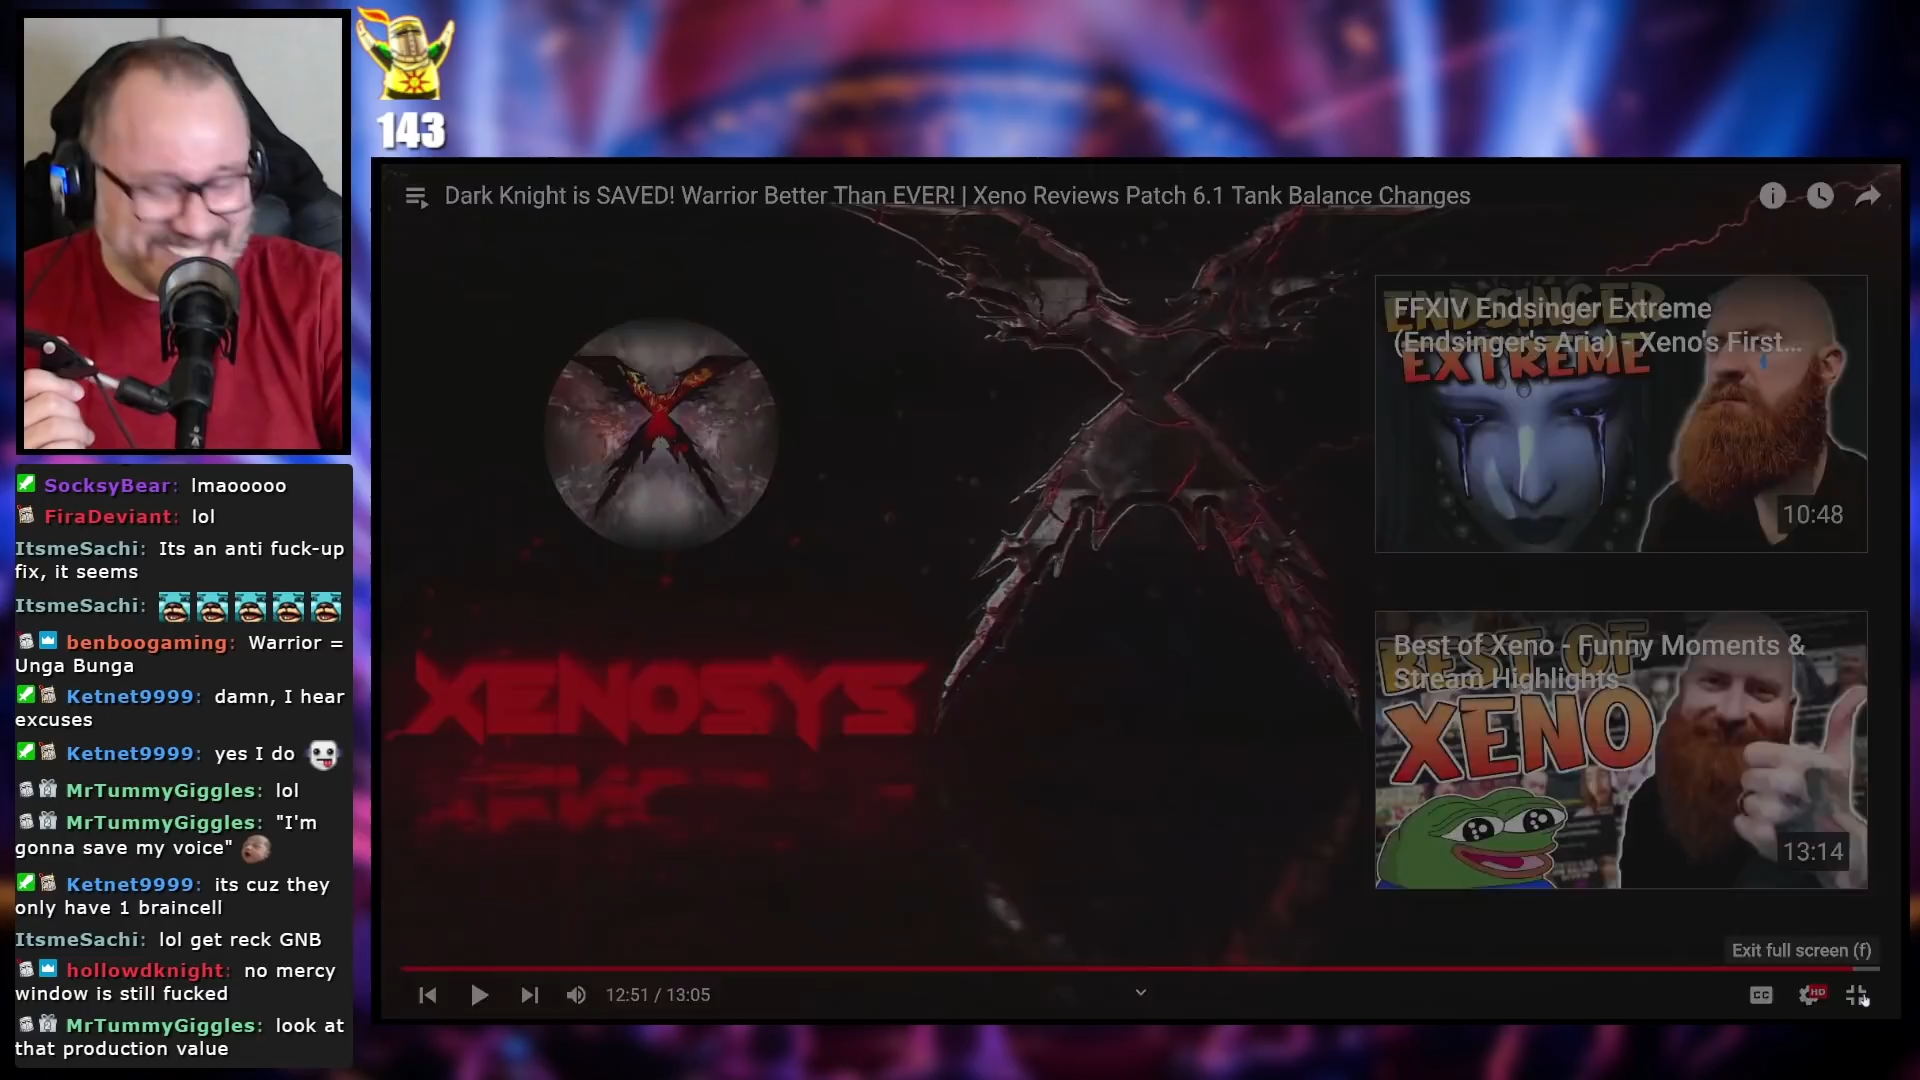 143
Dark Knight is SAVED! Warrior Better Than EVER! | Xeno Reviews Patch 6.1 Tank Balance Changes
ENDSINGER
EXTREME
FFXIV Endsinger Extreme
(Endsinger's Aria) - Xeno's First...
10:48
BEST OF
XENO
Best of Xeno - Funny Moments &
Stream Highlights
13:14
XENOSYS
Exit full screen (f)
12:51 / 13:05
CC
HD
SocksyBear: lmaooooo
FiraDeviant: lol
ItsmeSachi: Its an anti fuck-up
fix, it seems
ItsmeSachi:
benboogaming: Warrior =
Unga Bunga
Ketnet9999: damn, I hear
excuses
Ketnet9999: yes I do
MrTummyGiggles: lol
MrTummyGiggles: "I'm
gonna save my voice"
Ketnet9999: its cuz they
only have 1 braincell
ItsmeSachi: lol get reck GNB
hollowdknight: no mercy
window is still fucked
MrTummyGiggles: look at
that production value